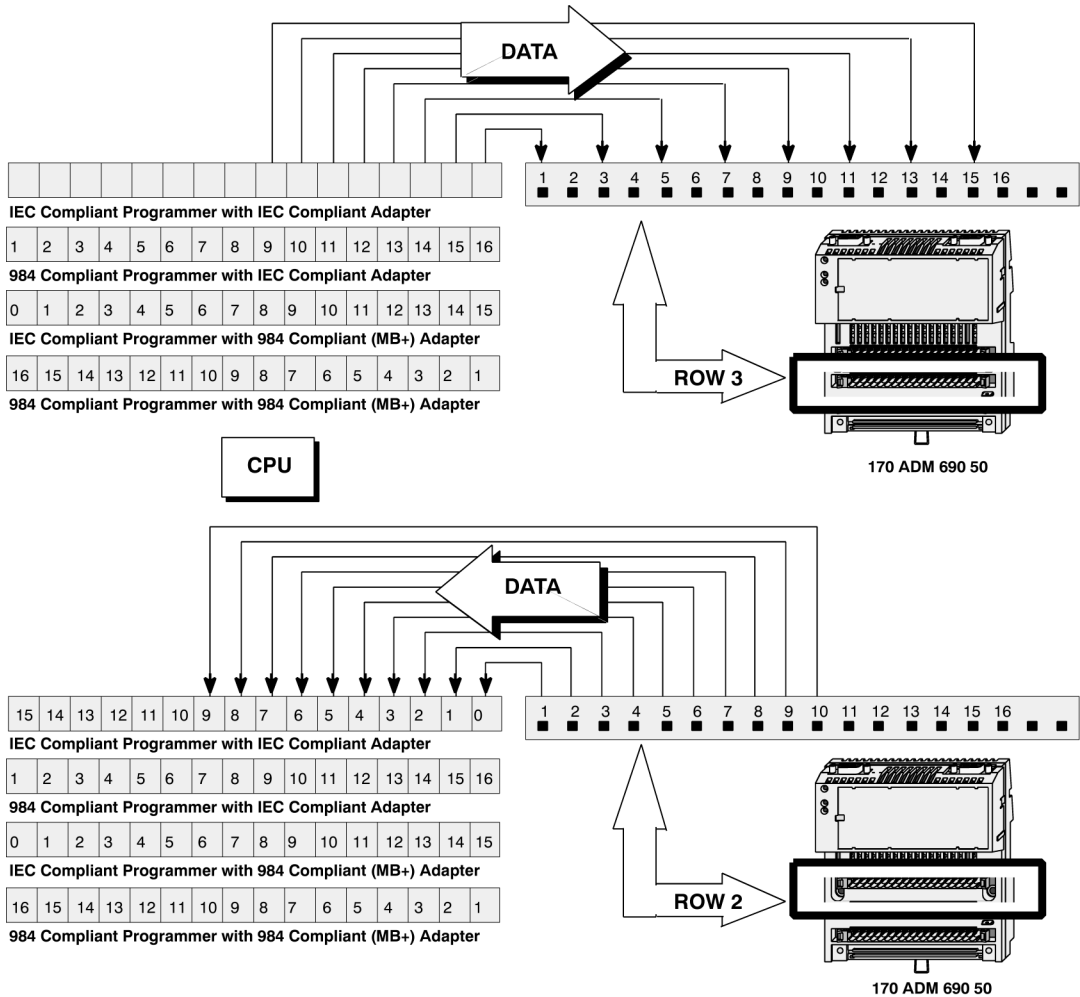 DATA
1 2 3 4 5 6 7 8 9 10 11 12 13 14 15 16
IEC Compliant Programmer with IEC Compliant Adapter
1 2 3 4 5 6 7 8 9 10 11 12 13 14 15 16
984 Compliant Programmer with IEC Compliant Adapter
0 1 2 3 4 5 6 7 8 9 10 11 12 13 14 15
IEC Compliant Programmer with 984 Compliant (MB+) Adapter
16 15 14 13 12 11 10 9 8 7 6 5 4 3 2 1
984 Compliant Programmer with 984 Compliant (MB+) Adapter
ROW 3
170 ADM 690 50
CPU
DATA
15 14 13 12 11 10 9 8 7 6 5 4 3 2 1 0
1 2 3 4 5 6 7 8 9 10 11 12 13 14 15 16
IEC Compliant Programmer with IEC Compliant Adapter
1 2 3 4 5 6 7 8 9 10 11 12 13 14 15 16
984 Compliant Programmer with IEC Compliant Adapter
0 1 2 3 4 5 6 7 8 9 10 11 12 13 14 15
IEC Compliant Programmer with 984 Compliant (MB+) Adapter
16 15 14 13 12 11 10 9 8 7 6 5 4 3 2 1
984 Compliant Programmer with 984 Compliant (MB+) Adapter
ROW 2
170 ADM 690 50